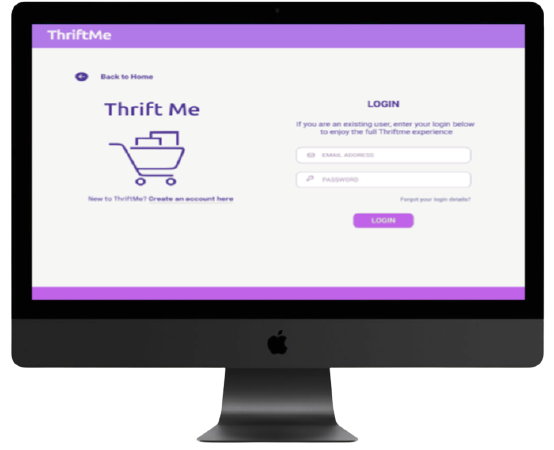 ThriftMe
Back to Home
Thrift Me
New to ThriftMe? Create an account here
LOGIN
If you are an existing user, enter your login below
to enjoy the full Thriftme experience
EMAIL ADDRESS
PASSWORD
Forgot your login details?
LOGIN